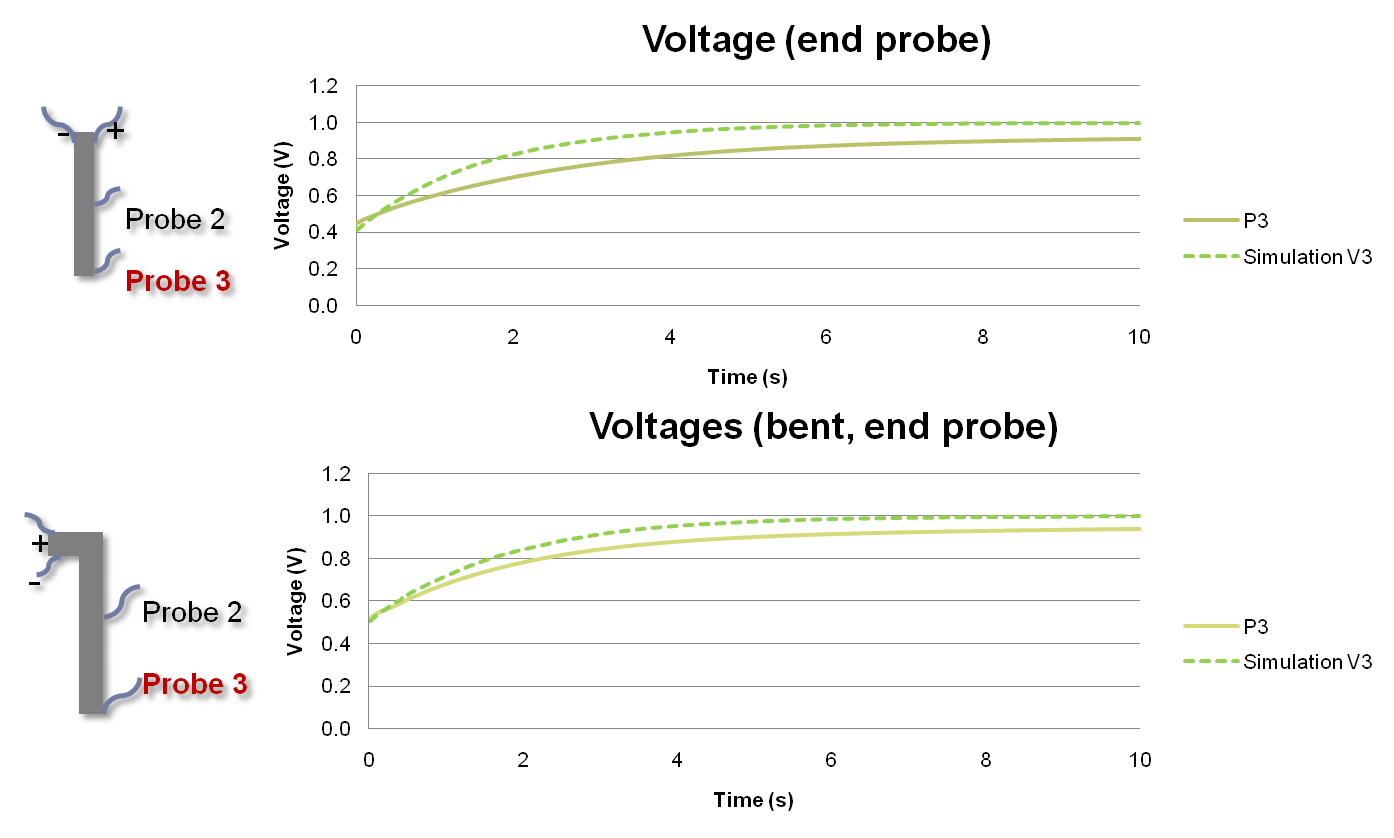 Voltage (end probe)
- +
Probe 2
Probe 3
Voltage (V)
1.2
1.0
0.8
0.6
0.4
0.2
0.0
0 2 4 6 8 10
Time (s)
P3
Simulation V3
Voltages (bent, end probe)
+
-
Probe 2
Probe 3
Voltage (V)
1.2
1.0
0.8
0.6
0.4
0.2
0.0
0 2 4 6 8 10
Time (s)
P3
Simulation V3